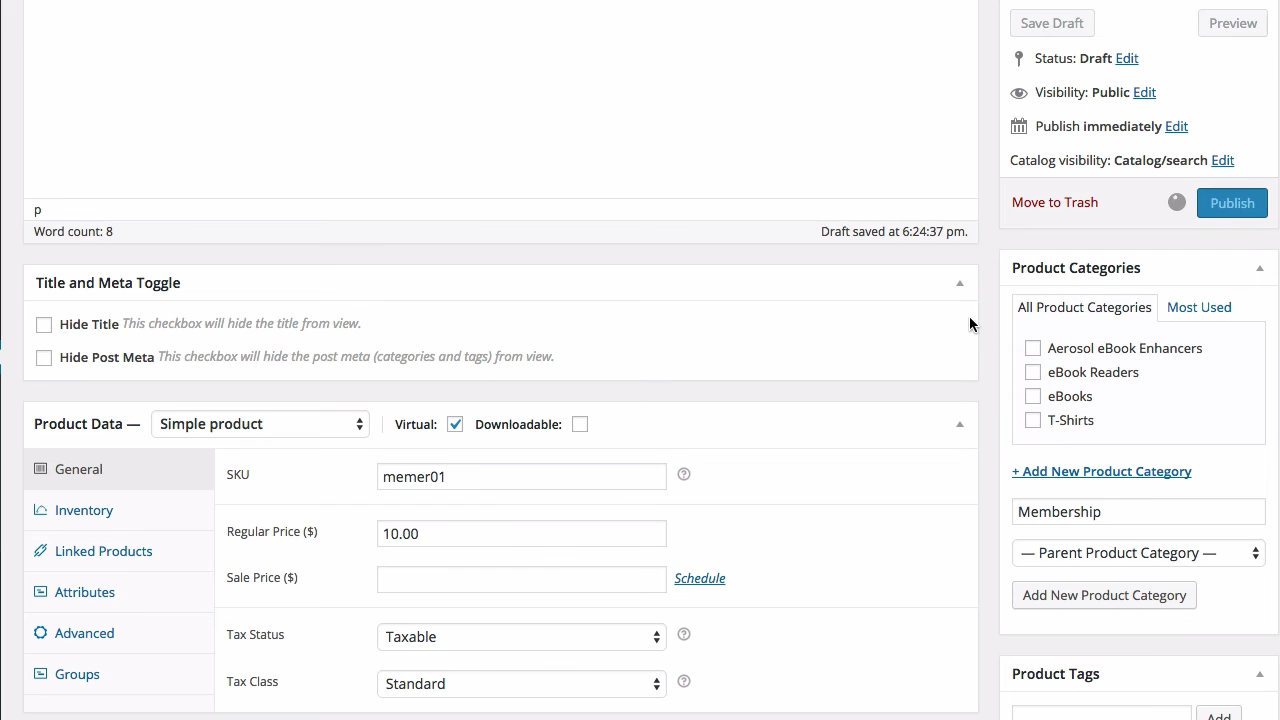 Save Draft
Preview
Status: Draft Edit
Visibility: Public Edit
Publish immediately Edit
Catalog visibility: Catalog/search Edit
Move to Trash
Publish
p
Word count: 8
Draft saved at 6:24:37 pm.
Title and Meta Toggle
Hide Title This checkbox will hide the title from view.
Hide Post Meta This checkbox will hide the post meta (categories and tags) from view.
Product Data — Simple product Virtual: Downloadable:
General
Inventory
Linked Products
Attributes
Advanced
Groups
SKU memer01
Regular Price ($) 10.00
Sale Price ($) Schedule
Tax Status Taxable
Tax Class Standard
Product Categories
All Product Categories Most Used
Aerosol eBook Enhancers
eBook Readers
eBooks
T-Shirts
+ Add New Product Category
Membership
— Parent Product Category —
Add New Product Category
Product Tags
Add